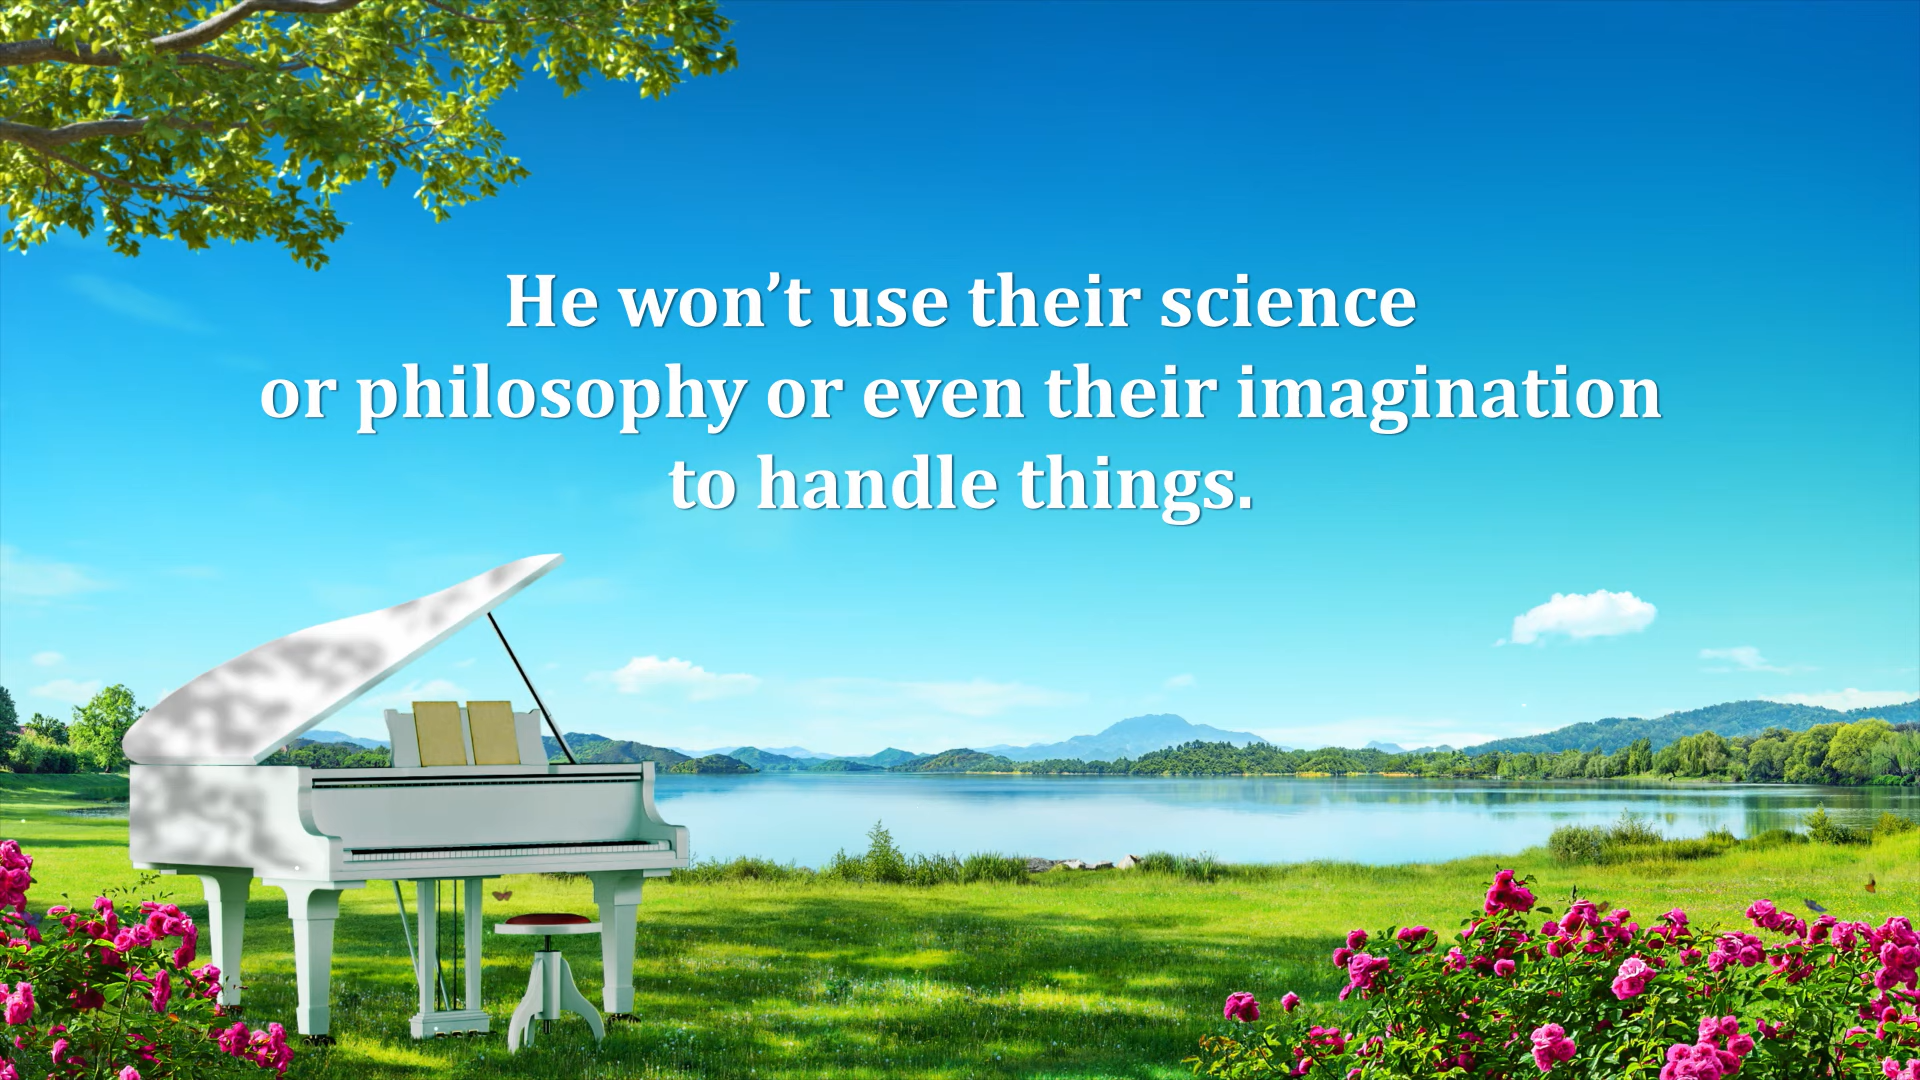 He won’t use their science
or philosophy or even their imagination
to handle things.